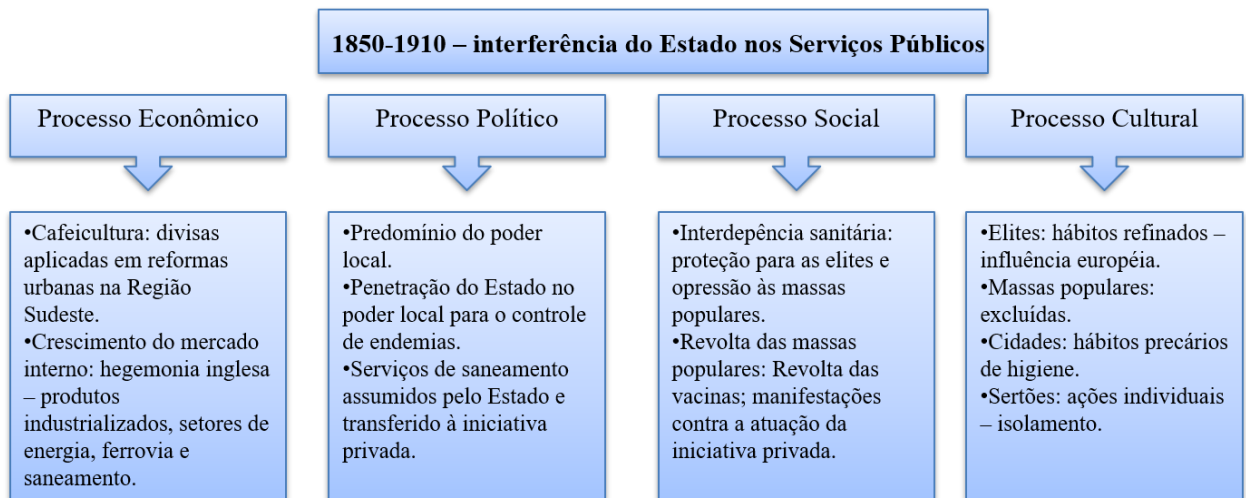 1850-1910 – interferência do Estado nos Serviços Públicos
Processo Econômico
•Cafeicultura: divisas
aplicadas em reformas
urbanas na Região
Sudeste.
•Crescimento do mercado
interno: hegemonia inglesa
– produtos
industrializados, setores de
energia, ferrovia e
saneamento.
Processo Político
•Predomínio do poder
local.
•Penetração do Estado no
poder local para o controle
de endemias.
•Serviços de saneamento
assumidos pelo Estado e
transferido à iniciativa
privada.
Processo Social
•Interdepência sanitária:
proteção para as elites e
opressão às massas
populares.
•Revolta das massas
populares: Revolta das
vacinas; manifestações
contra a atuação da
iniciativa privada.
Processo Cultural
•Elites: hábitos refinados –
influência européia.
•Massas populares:
excluídas.
•Cidades: hábitos precários
de higiene.
•Sertões: ações individuais
– isolamento.